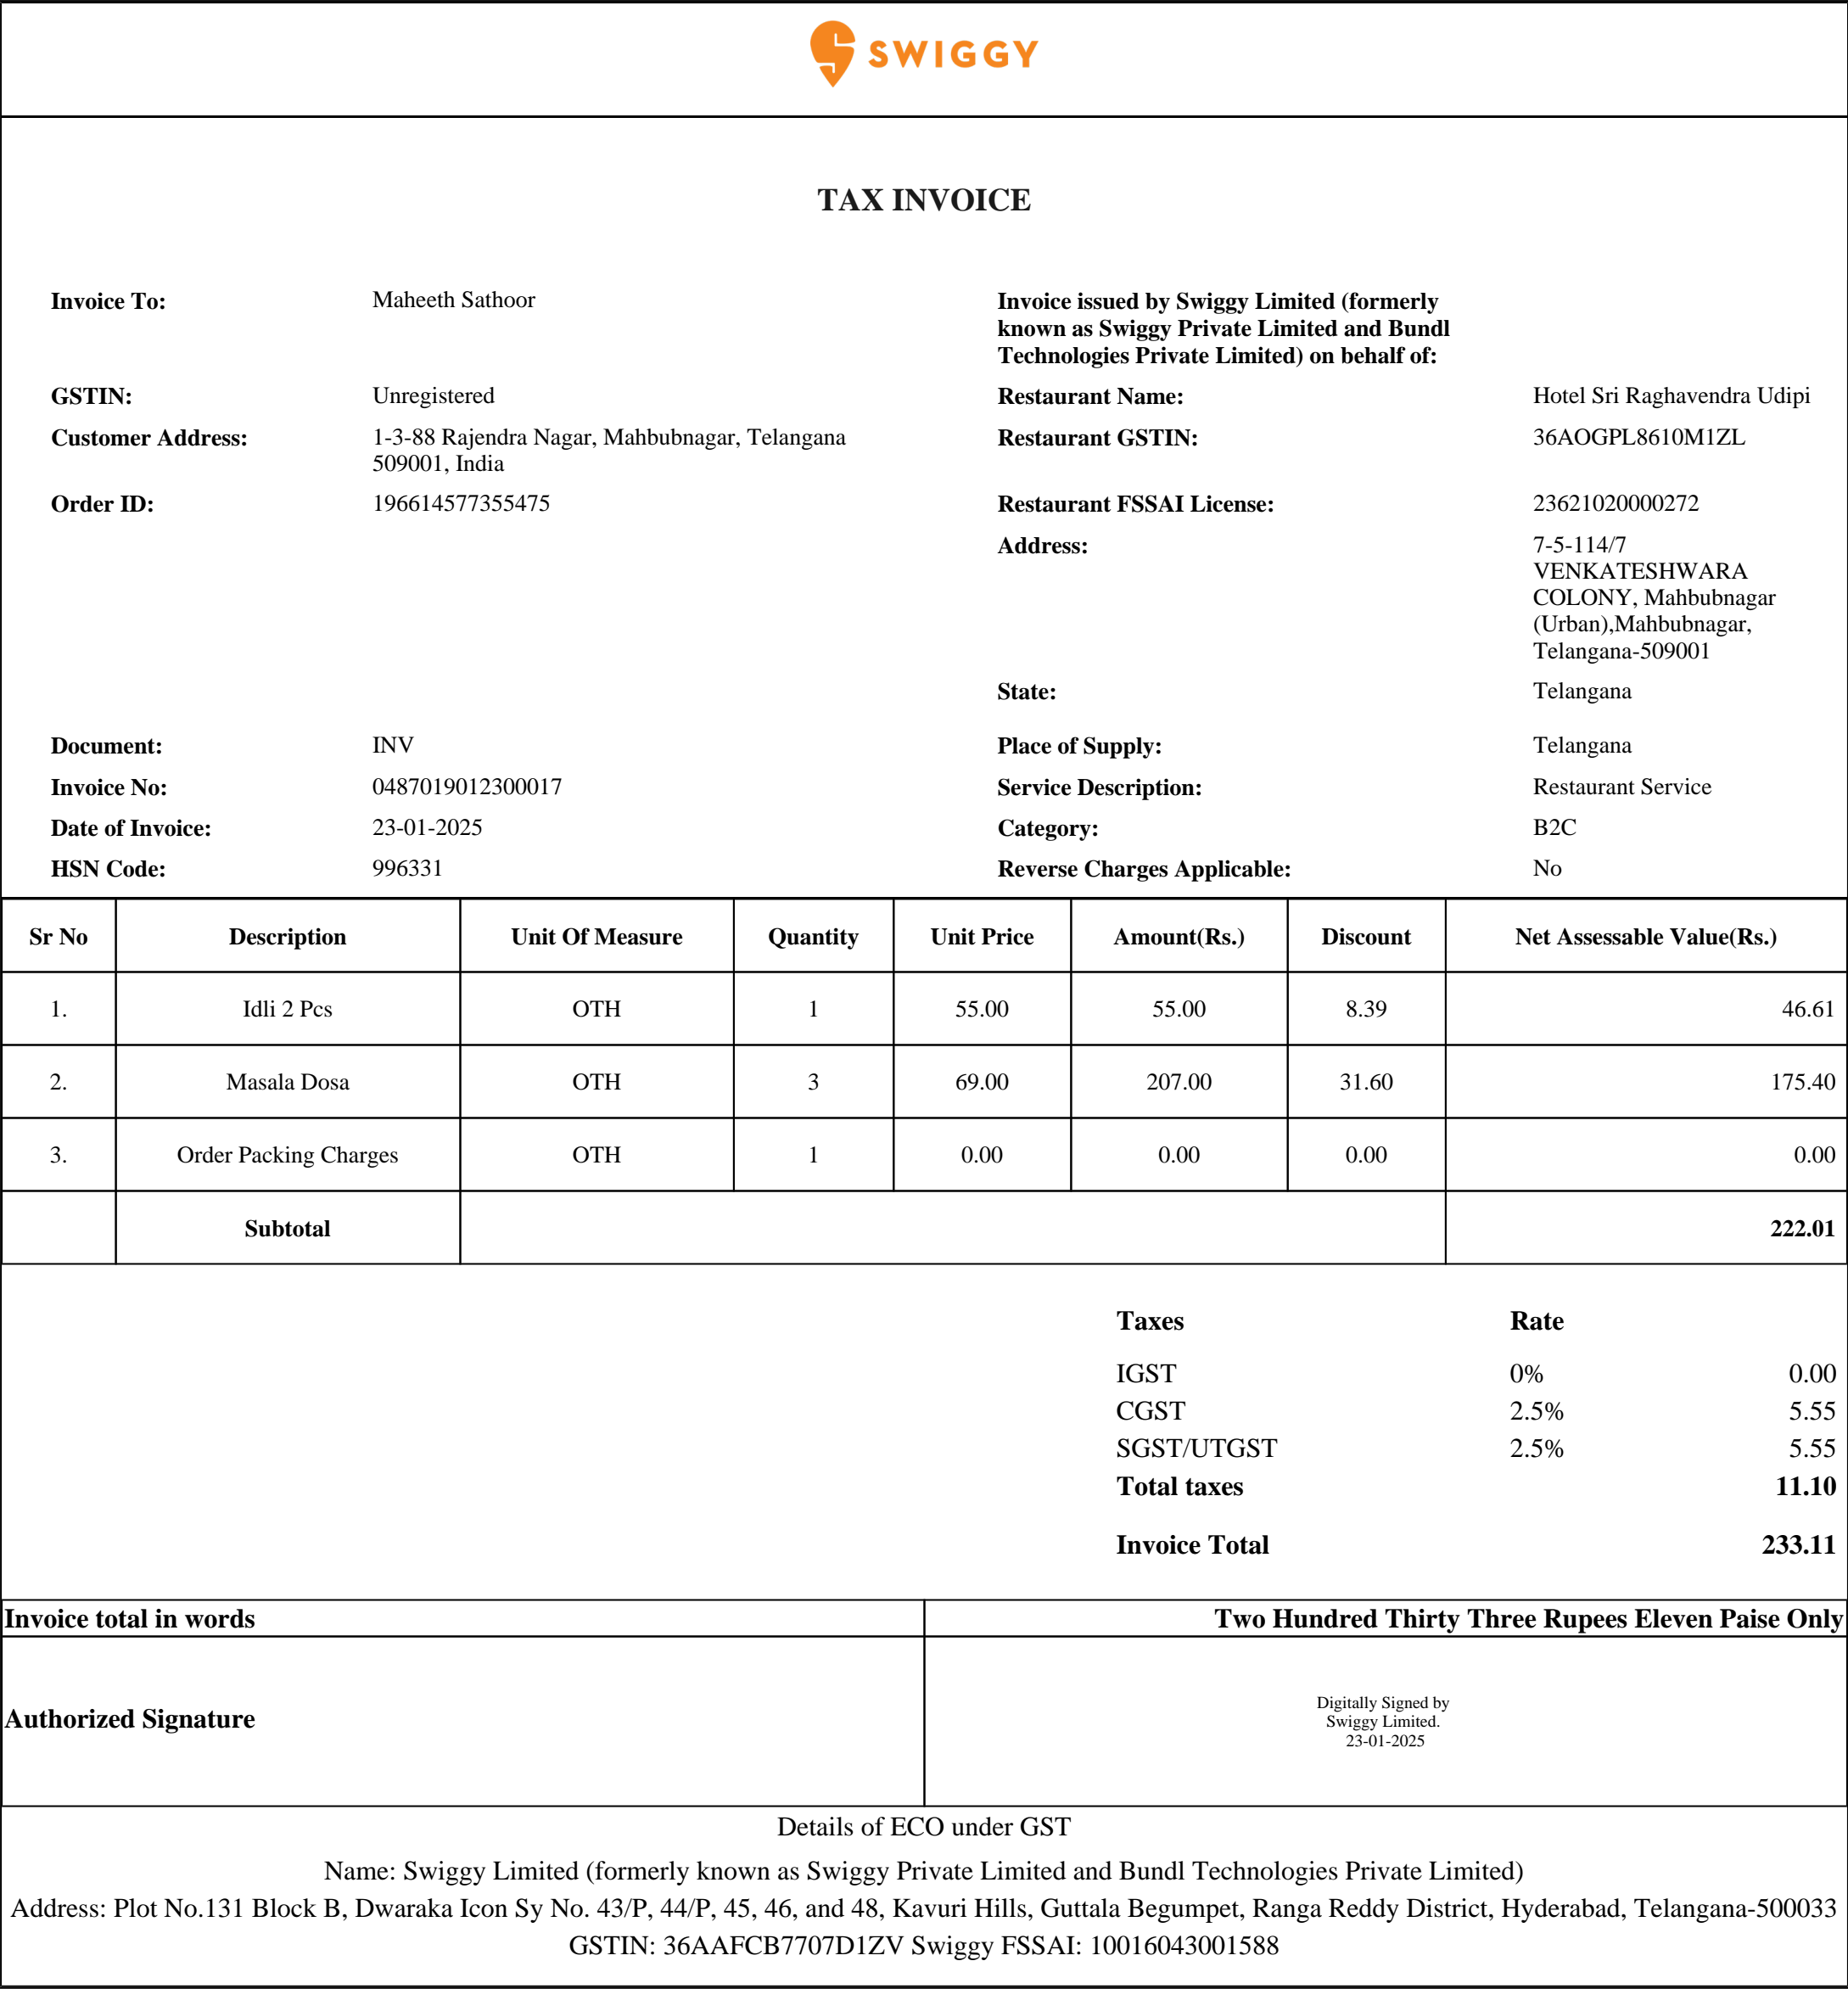 SWIGGY
TAX INVOICE
Invoice To: Maheeth Sathoor
Invoice issued by Swiggy Limited (formerly
known as Swiggy Private Limited and Bundl
Technologies Private Limited) on behalf of:
GSTIN: Unregistered Restaurant Name: Hotel Sri Raghavendra Udipi
Customer Address: 1-3-88 Rajendra Nagar, Mahbubnagar, Telangana
509001, India
Restaurant GSTIN: 36AOGPL8610M1ZL
Order ID: 196614577355475 Restaurant FSSAI License: 23621020000272
Address: 7-5-114/7
VENKATESHWARA
COLONY, Mahbubnagar
(Urban),Mahbubnagar,
Telangana-509001
State: Telangana
Document: INV Place of Supply: Telangana
Invoice No: 0487019012300017 Service Description: Restaurant Service
Date of Invoice: 23-01-2025 Category: B2C
HSN Code: 996331 Reverse Charges Applicable: No
Sr No Description Unit Of Measure Quantity Unit Price Amount(Rs.) Discount Net Assessable Value(Rs.)
1. Idli 2 Pcs OTH 1 55.00 55.00 8.39 46.61
2. Masala Dosa OTH 3 69.00 207.00 31.60 175.40
3. Order Packing Charges OTH 1 0.00 0.00 0.00 0.00
Subtotal 222.01
Taxes Rate
IGST 0% 0.00
CGST 2.5% 5.55
SGST/UTGST 2.5% 5.55
Total taxes 11.10
Invoice Total 233.11
Invoice total in words Two Hundred Thirty Three Rupees Eleven Paise Only
Authorized Signature
Digitally Signed by
Swiggy Limited.
23-01-2025
Details of ECO under GST
Name: Swiggy Limited (formerly known as Swiggy Private Limited and Bundl Technologies Private Limited)
Address: Plot No.131 Block B, Dwaraka Icon Sy No. 43/P, 44/P, 45, 46, and 48, Kavuri Hills, Guttala Begumpet, Ranga Reddy District, Hyderabad, Telangana-500033
GSTIN: 36AAFCB7707D1ZV Swiggy FSSAI: 10016043001588